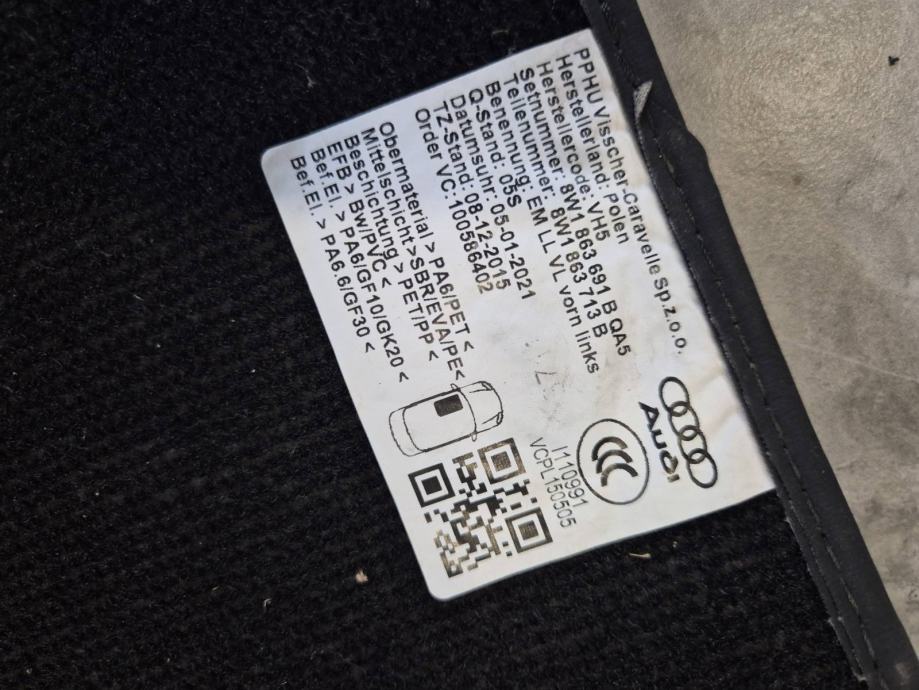 PPHU Visscher-Caravelle Sp.z.o.o.
Herstellerland: Polen
Herstellercode: VH5
Setnummer: 8W1 863 691 B QA5
Teilenummer: 8W1 863 713 B
Benennung: EM LL VL vorn links
Q-Stand: 05S
Datumsuhr: 05-01-2021
TZ-Stand: 08-12-2015
Order VC:100586402
Obermaterial > PA6/PET <
Mittelschicht >SBR/EVA/PE<
Beschichtung > PET/PP <
EFB > Bw/PVC <
Bef.El. > PA6/GF10/GK20 <
Bef.El. > PA6.6/GF30 <
Audi
CCC
I110991
VCPL150505